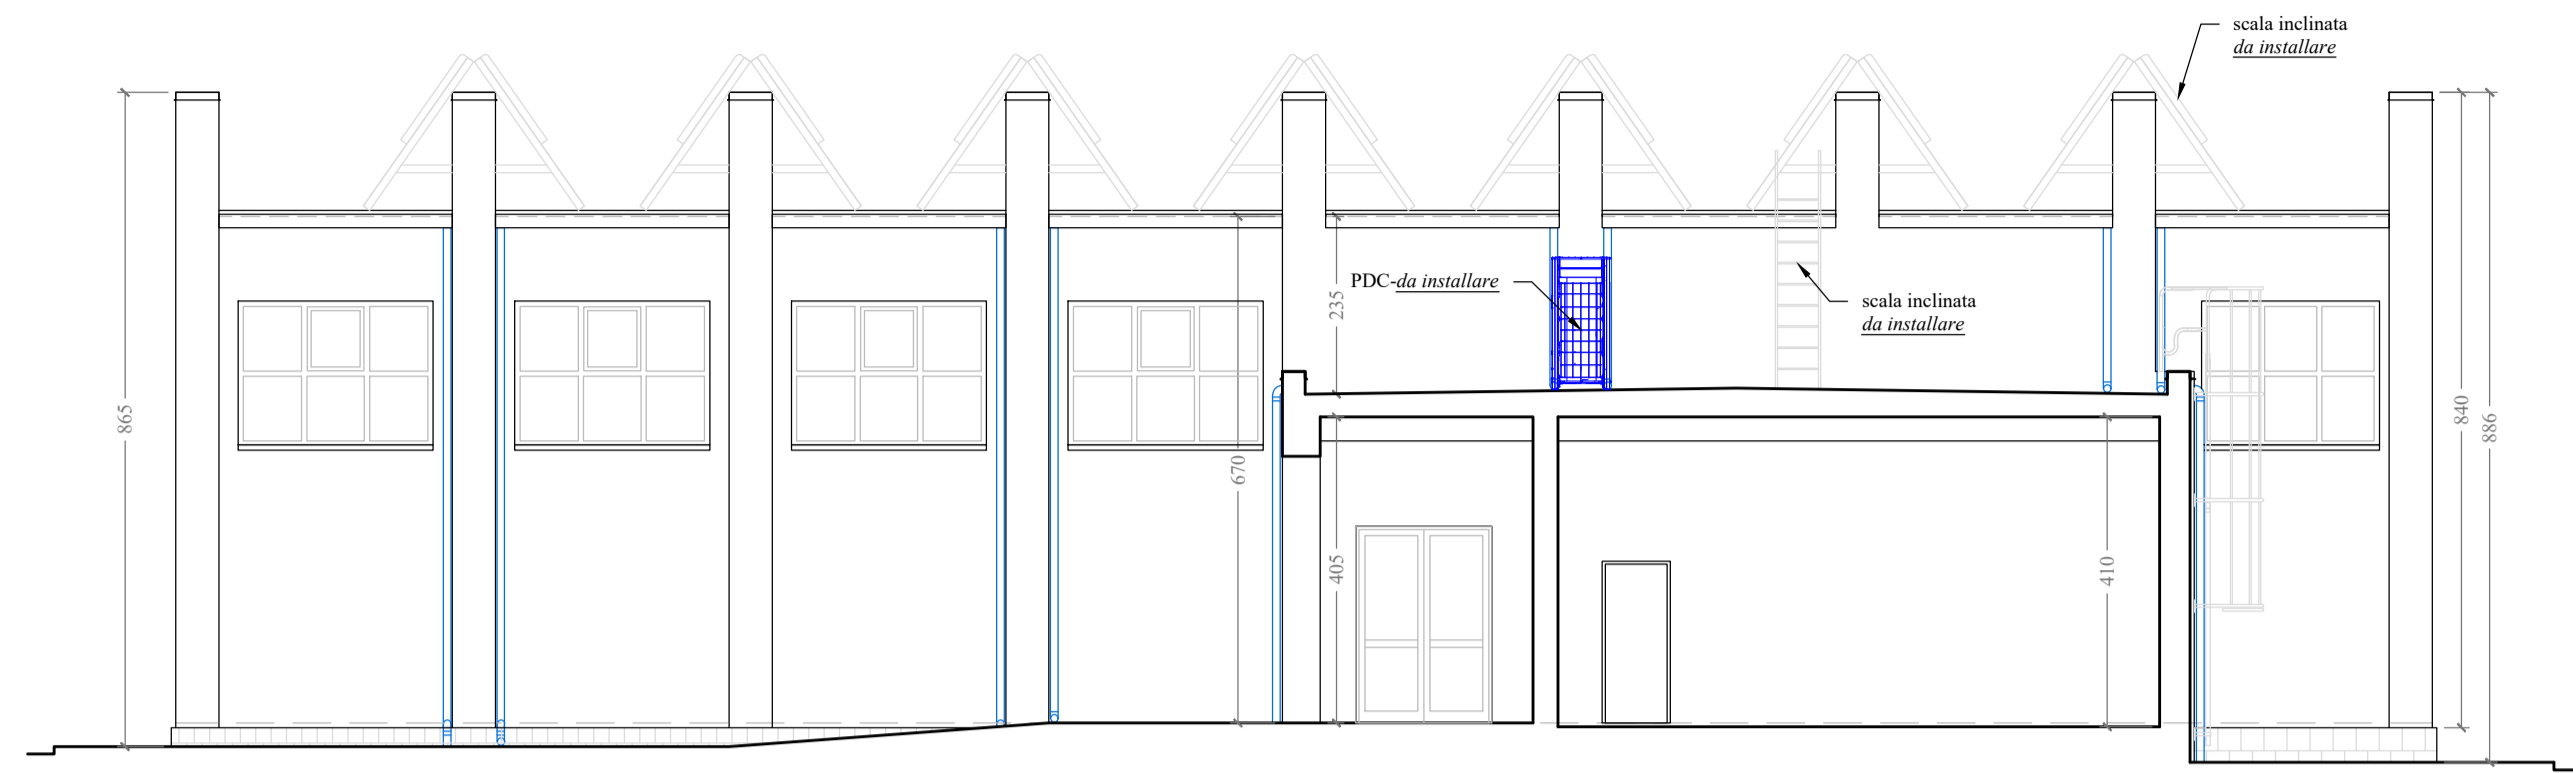 scala inclinata
da installare
PDC-da installare
scala inclinata
da installare
865
670
235
405
410
840
886